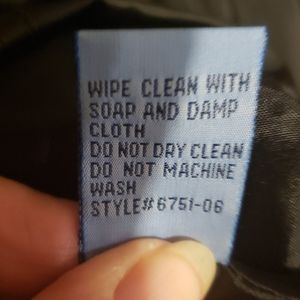 WIPE CLEAN WITH
SOAP AND DAMP
CLOTH
DO NOT DRY CLEAN
DO NOT MACHINE
WASH
STYLE# 6751-06